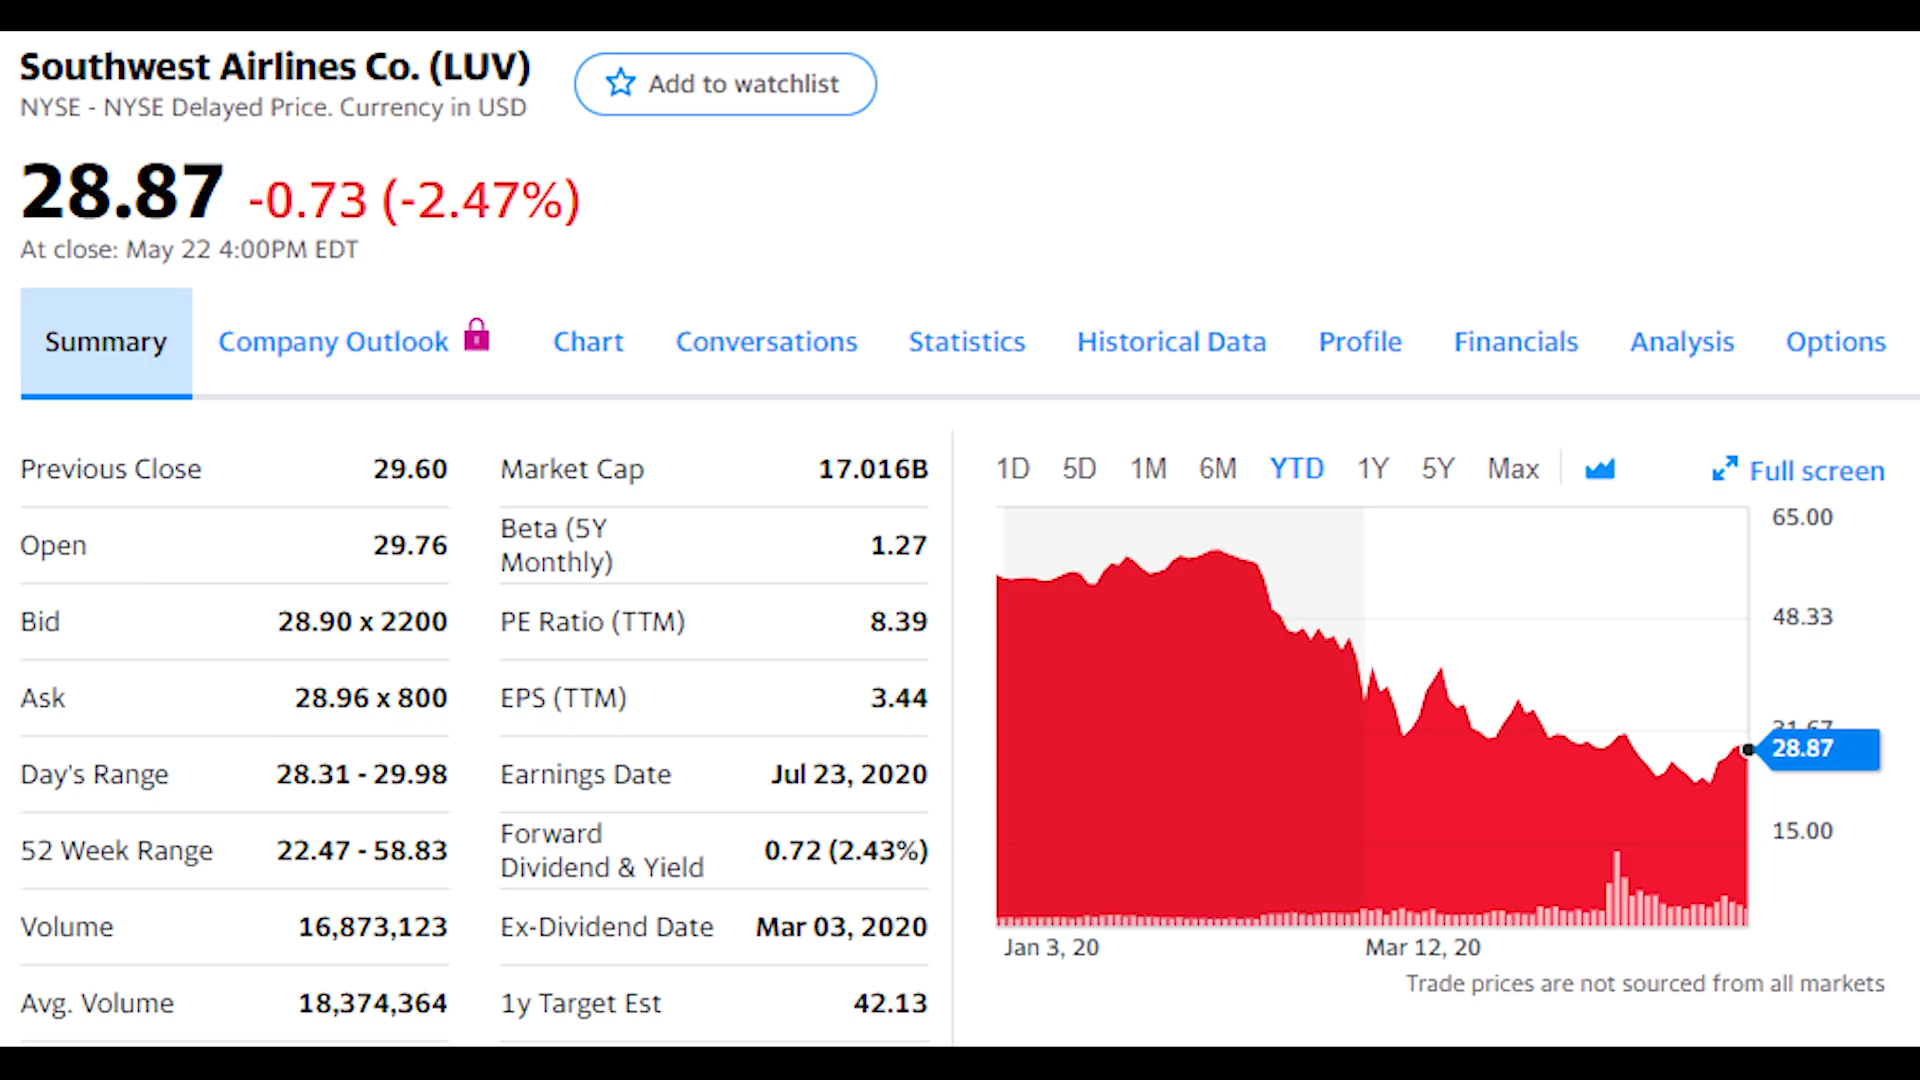 Southwest Airlines Co. (LUV)
Add to watchlist
NYSE - NYSE Delayed Price. Currency in USD
28.87 -0.73 (-2.47%)
At close: May 22 4:00PM EDT
Summary Company Outlook Chart Conversations Statistics Historical Data Profile Financials Analysis Options
Previous Close 29.60
Open 29.76
Bid 28.90 x 2200
Ask 28.96 x 800
Day's Range 28.31 - 29.98
52 Week Range 22.47 - 58.83
Volume 16,873,123
Avg. Volume 18,374,364
Market Cap 17.016B
Beta (5Y
Monthly) 1.27
PE Ratio (TTM) 8.39
EPS (TTM) 3.44
Earnings Date Jul 23, 2020
Forward
Dividend & Yield 0.72 (2.43%)
Ex-Dividend Date Mar 03, 2020
1y Target Est 42.13
1D 5D 1M 6M YTD 1Y 5Y Max Full screen
65.00
48.33
31.67
28.87
15.00
Jan 3, 20 Mar 12, 20
Trade prices are not sourced from all markets